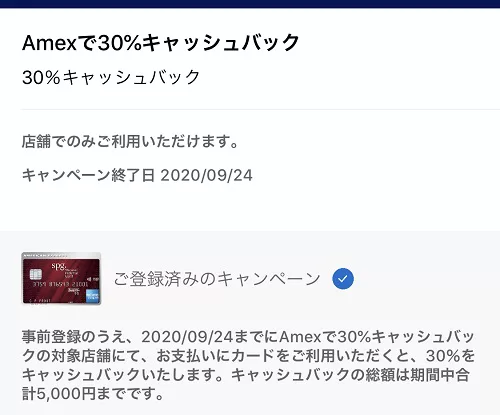 Amexで30%キャッシュバック
30%キャッシュバック
店舗でのみご利用いただけます。
キャンペーン終了日 2020/09/24
spg.
3759 876543 21001
ご登録済みのキャンペーン
事前登録のうえ、2020/09/24までにAmexで30%キャッシュバッ
クの対象店舗にて、お支払いにカードをご利用いただくと、30%を
キャッシュバックいたします。キャッシュバックの総額は期間中合
計5,000円までです。